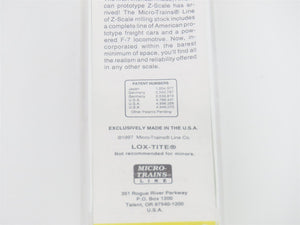 can prototype Z-Scale has ar-
rived! The Micro-Trains® Line
of Z-Scale rolling stock includes
a complete line of American pro-
totype freight cars and a pow-
ered F-7 locomotive. Now, in-
corporated within the barest
minimum of space, you'll find all
the realism and reliability offered
in any other scale.
PATENT NUMBERS
Japan
Germany
Germany
U.S.A.
U.S.A.
U.S.A.
Other Patents Pending
EXCLUSIVELY MADE IN THE U.S.A.
Micro-Trains® Line Co.
LOX-TITE®
Not recommended for minors.
MICRO-
TRAINS®
LINE
351 Rogue River Parkway
P.O. Box 1200
Talent, OR 97540-1200
U.S.A.